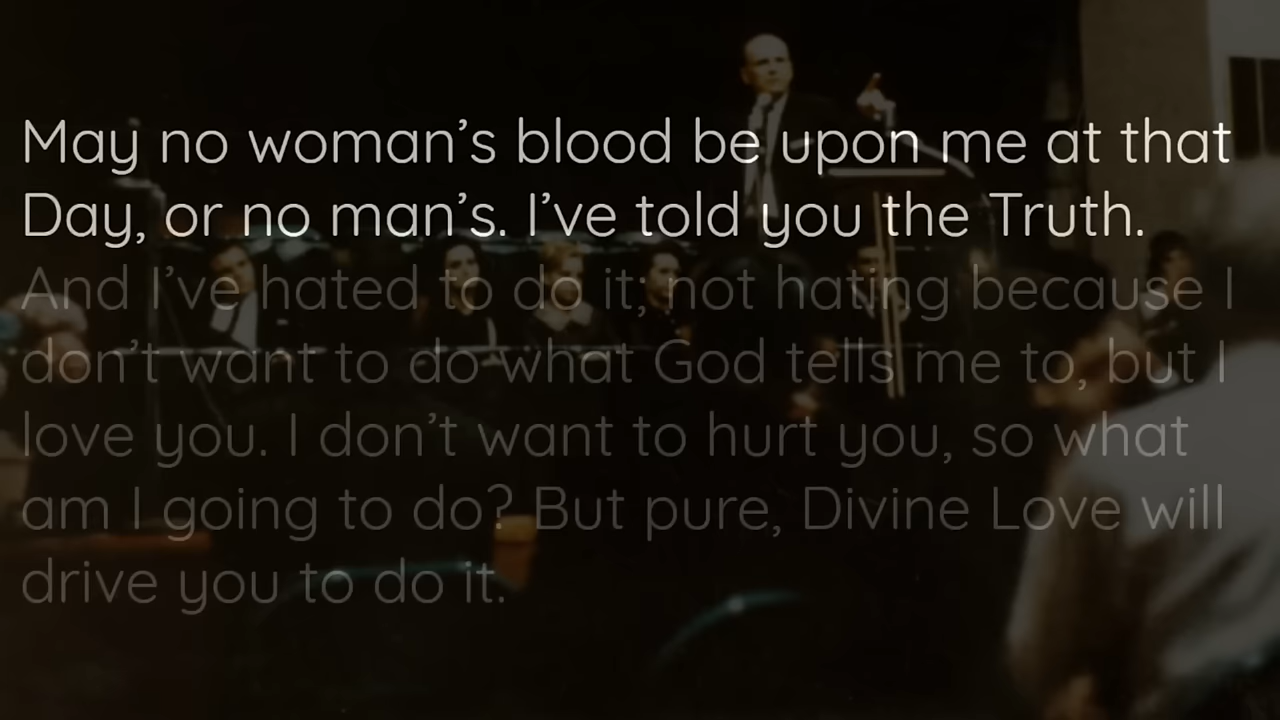 May no woman’s blood be upon me at that
Day, or no man’s. I’ve told you the Truth.
And I’ve hated to do it; not hating because I
don’t want to do what God tells me to, but I
love you. I don’t want to hurt you, so what
am I going to do? But pure, Divine Love will
drive you to do it.